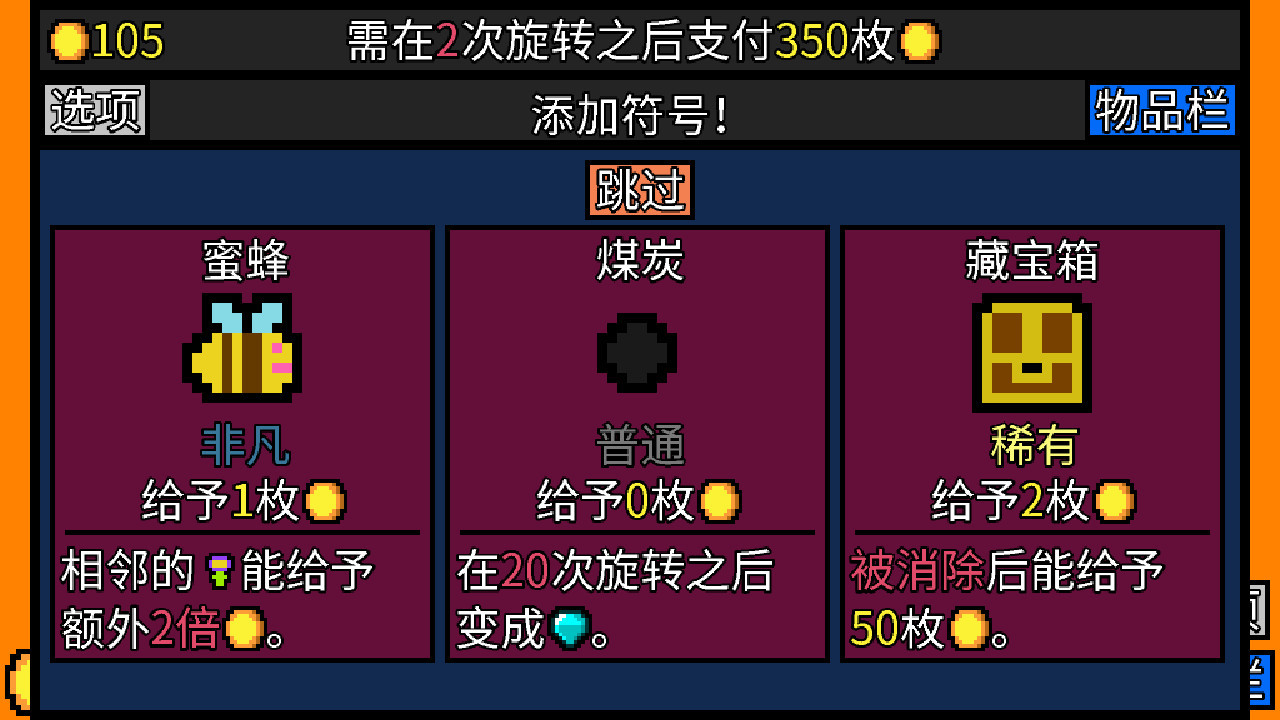 105 需在2次旋转之后支付350枚
选项 添加符号! 物品栏
跳过
蜜蜂
非凡
给予1枚
相邻的能给予
额外2倍。
煤炭
普通
给予0枚
在20次旋转之后
变成。
藏宝箱
稀有
给予2枚
被消除后能给予
50枚。